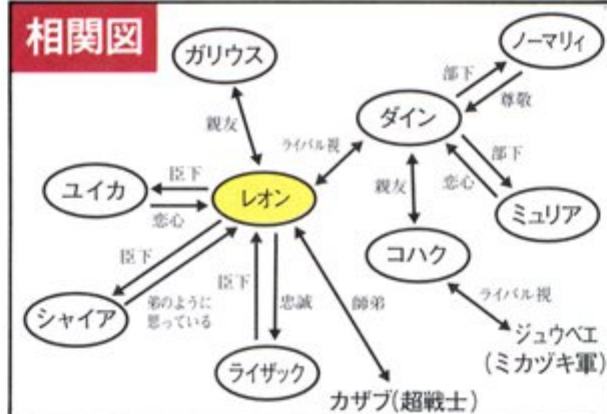 相関図
ガリウス
ノーマリィ
部下
尊敬
ダイン
親友
ライバル視
部下
恋心
ミュリア
臣下
ユイカ
恋心
レオン
親友
コハク
臣下
弟のように
思っている
シャイア
臣下
忠誠
師弟
ライバル視
ライザック
ジュウベエ
(ミカヅキ軍)
カザブ(超戦士)